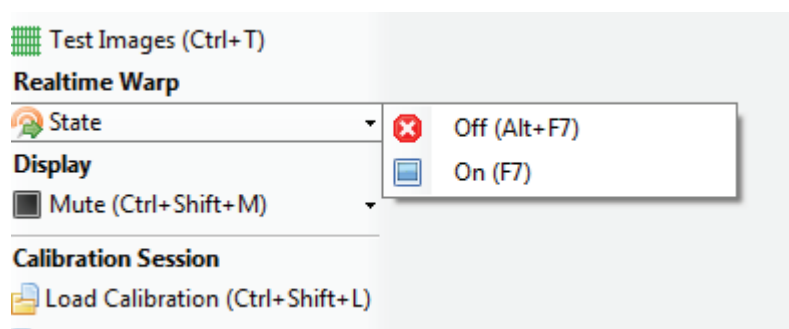 Test Images (Ctrl+T)
Realtime Warp
State
Off (Alt+F7)
On (F7)
Display
Mute (Ctrl+Shift+M)
Calibration Session
Load Calibration (Ctrl+Shift+L)